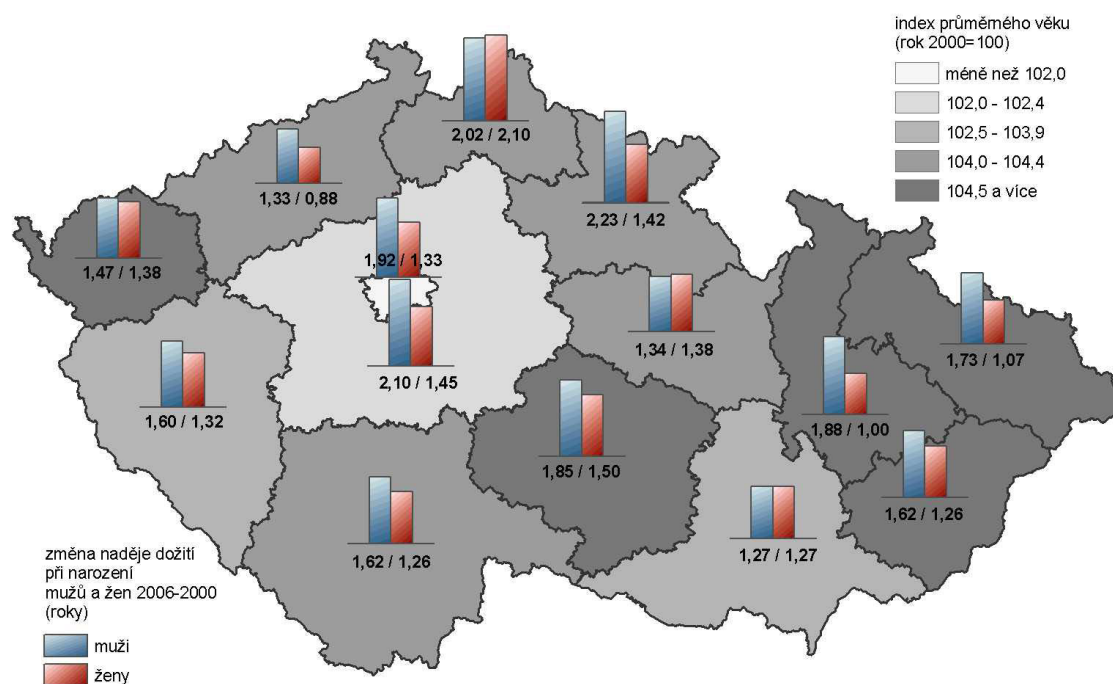 index průměrného věku
(rok 2000=100)
méně než 102,0
102,0 - 102,4
102,5 - 103,9
104,0 - 104,4
104,5 a více
2,02 / 2,10
1,33 / 0,88
2,23 / 1,42
1,47 / 1,38
1,92 / 1,33
1,34 / 1,38
1,73 / 1,07
2,10 / 1,45
1,60 / 1,32
1,88 / 1,00
1,85 / 1,50
1,62 / 1,26
1,27 / 1,27
1,62 / 1,26
změna naděje dožití
při narození
mužů a žen 2006-2000
(roky)
muži
ženy